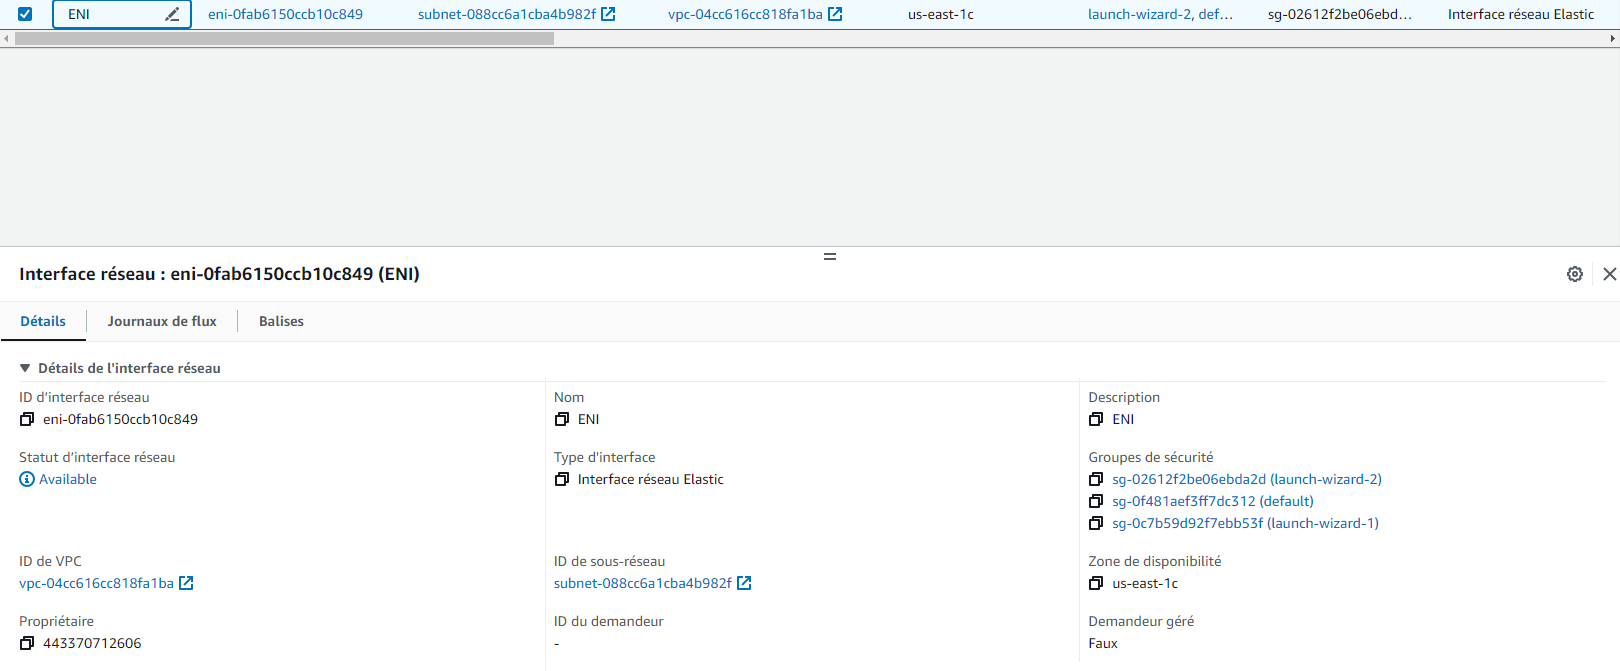 ENI eni-0fab6150ccb10c849 subnet-088cc6a1cba4b982f vpc-04cc616cc818fa1ba us-east-1c launch-wizard-2, def... sg-02612f2be06ebd... Interface réseau Elastic
Interface réseau : eni-0fab6150ccb10c849 (ENI)
Détails Journaux de flux Balises
Détails de l'interface réseau
ID d'interface réseau
eni-0fab6150ccb10c849
Nom
ENI
Description
ENI
Statut d'interface réseau
Available
Type d'interface
Interface réseau Elastic
Groupes de sécurité
sg-02612f2be06ebda2d (launch-wizard-2)
sg-0f481aef3ff7dc312 (default)
sg-0c7b59d92f7ebb53f (launch-wizard-1)
ID de VPC
vpc-04cc616cc818fa1ba
ID de sous-réseau
subnet-088cc6a1cba4b982f
Zone de disponibilité
us-east-1c
Propriétaire
443370712606
ID du demandeur
-
Demandeur géré
Faux